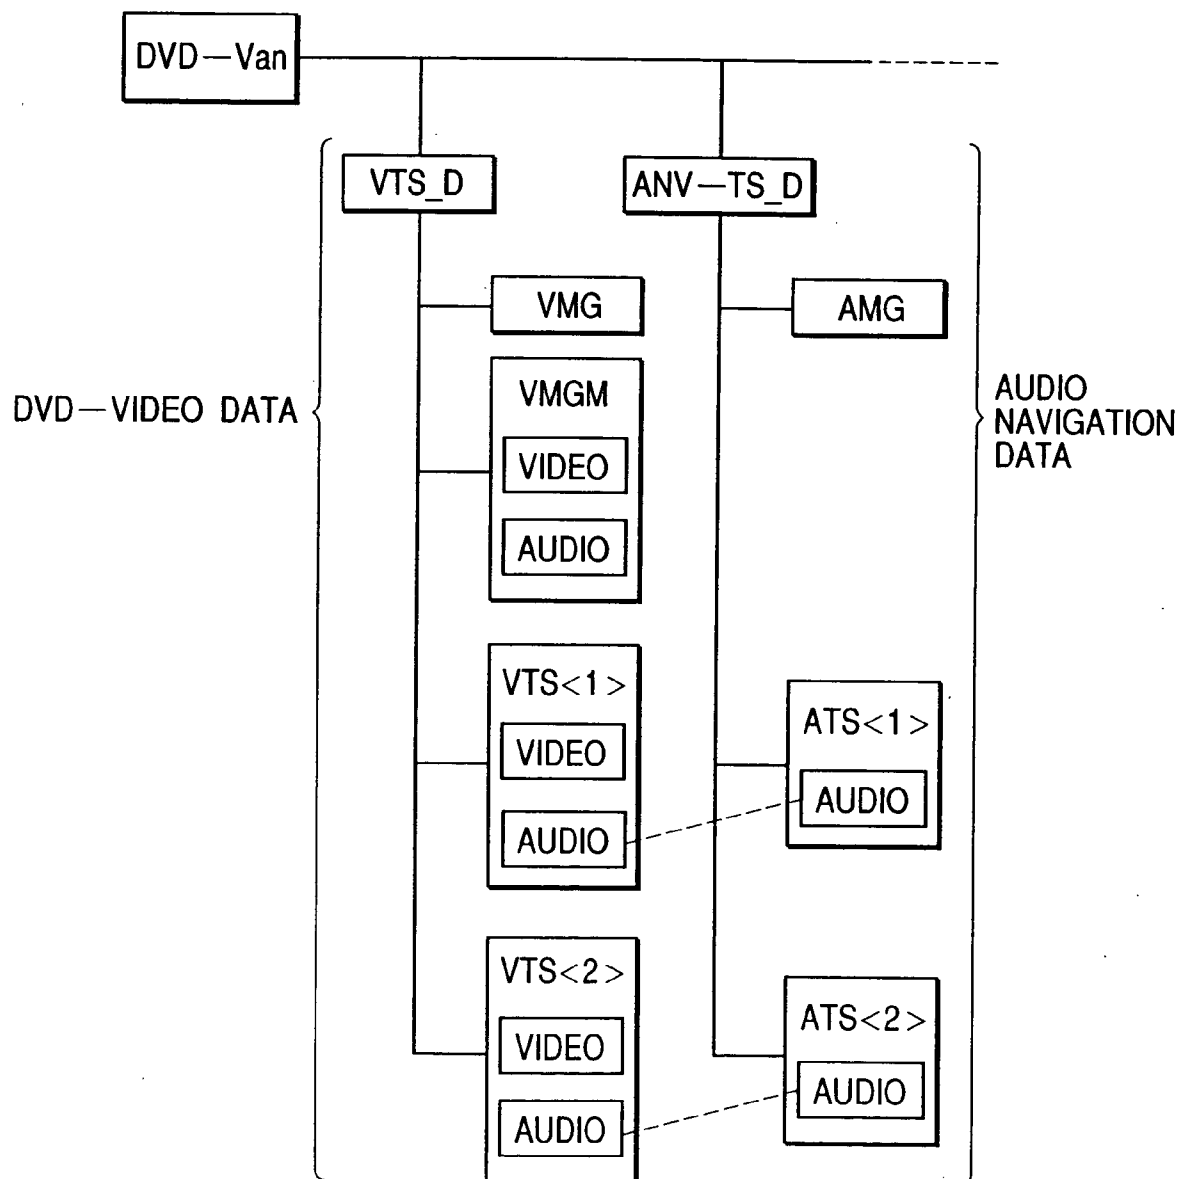 DVD—Van
VTS_D
ANV—TS_D
VMG
AMG
DVD—VIDEO DATA
VMGM
VIDEO
AUDIO
AUDIO
NAVIGATION
DATA
VTS<1>
VIDEO
AUDIO
ATS<1>
AUDIO
VTS<2>
VIDEO
AUDIO
ATS<2>
AUDIO